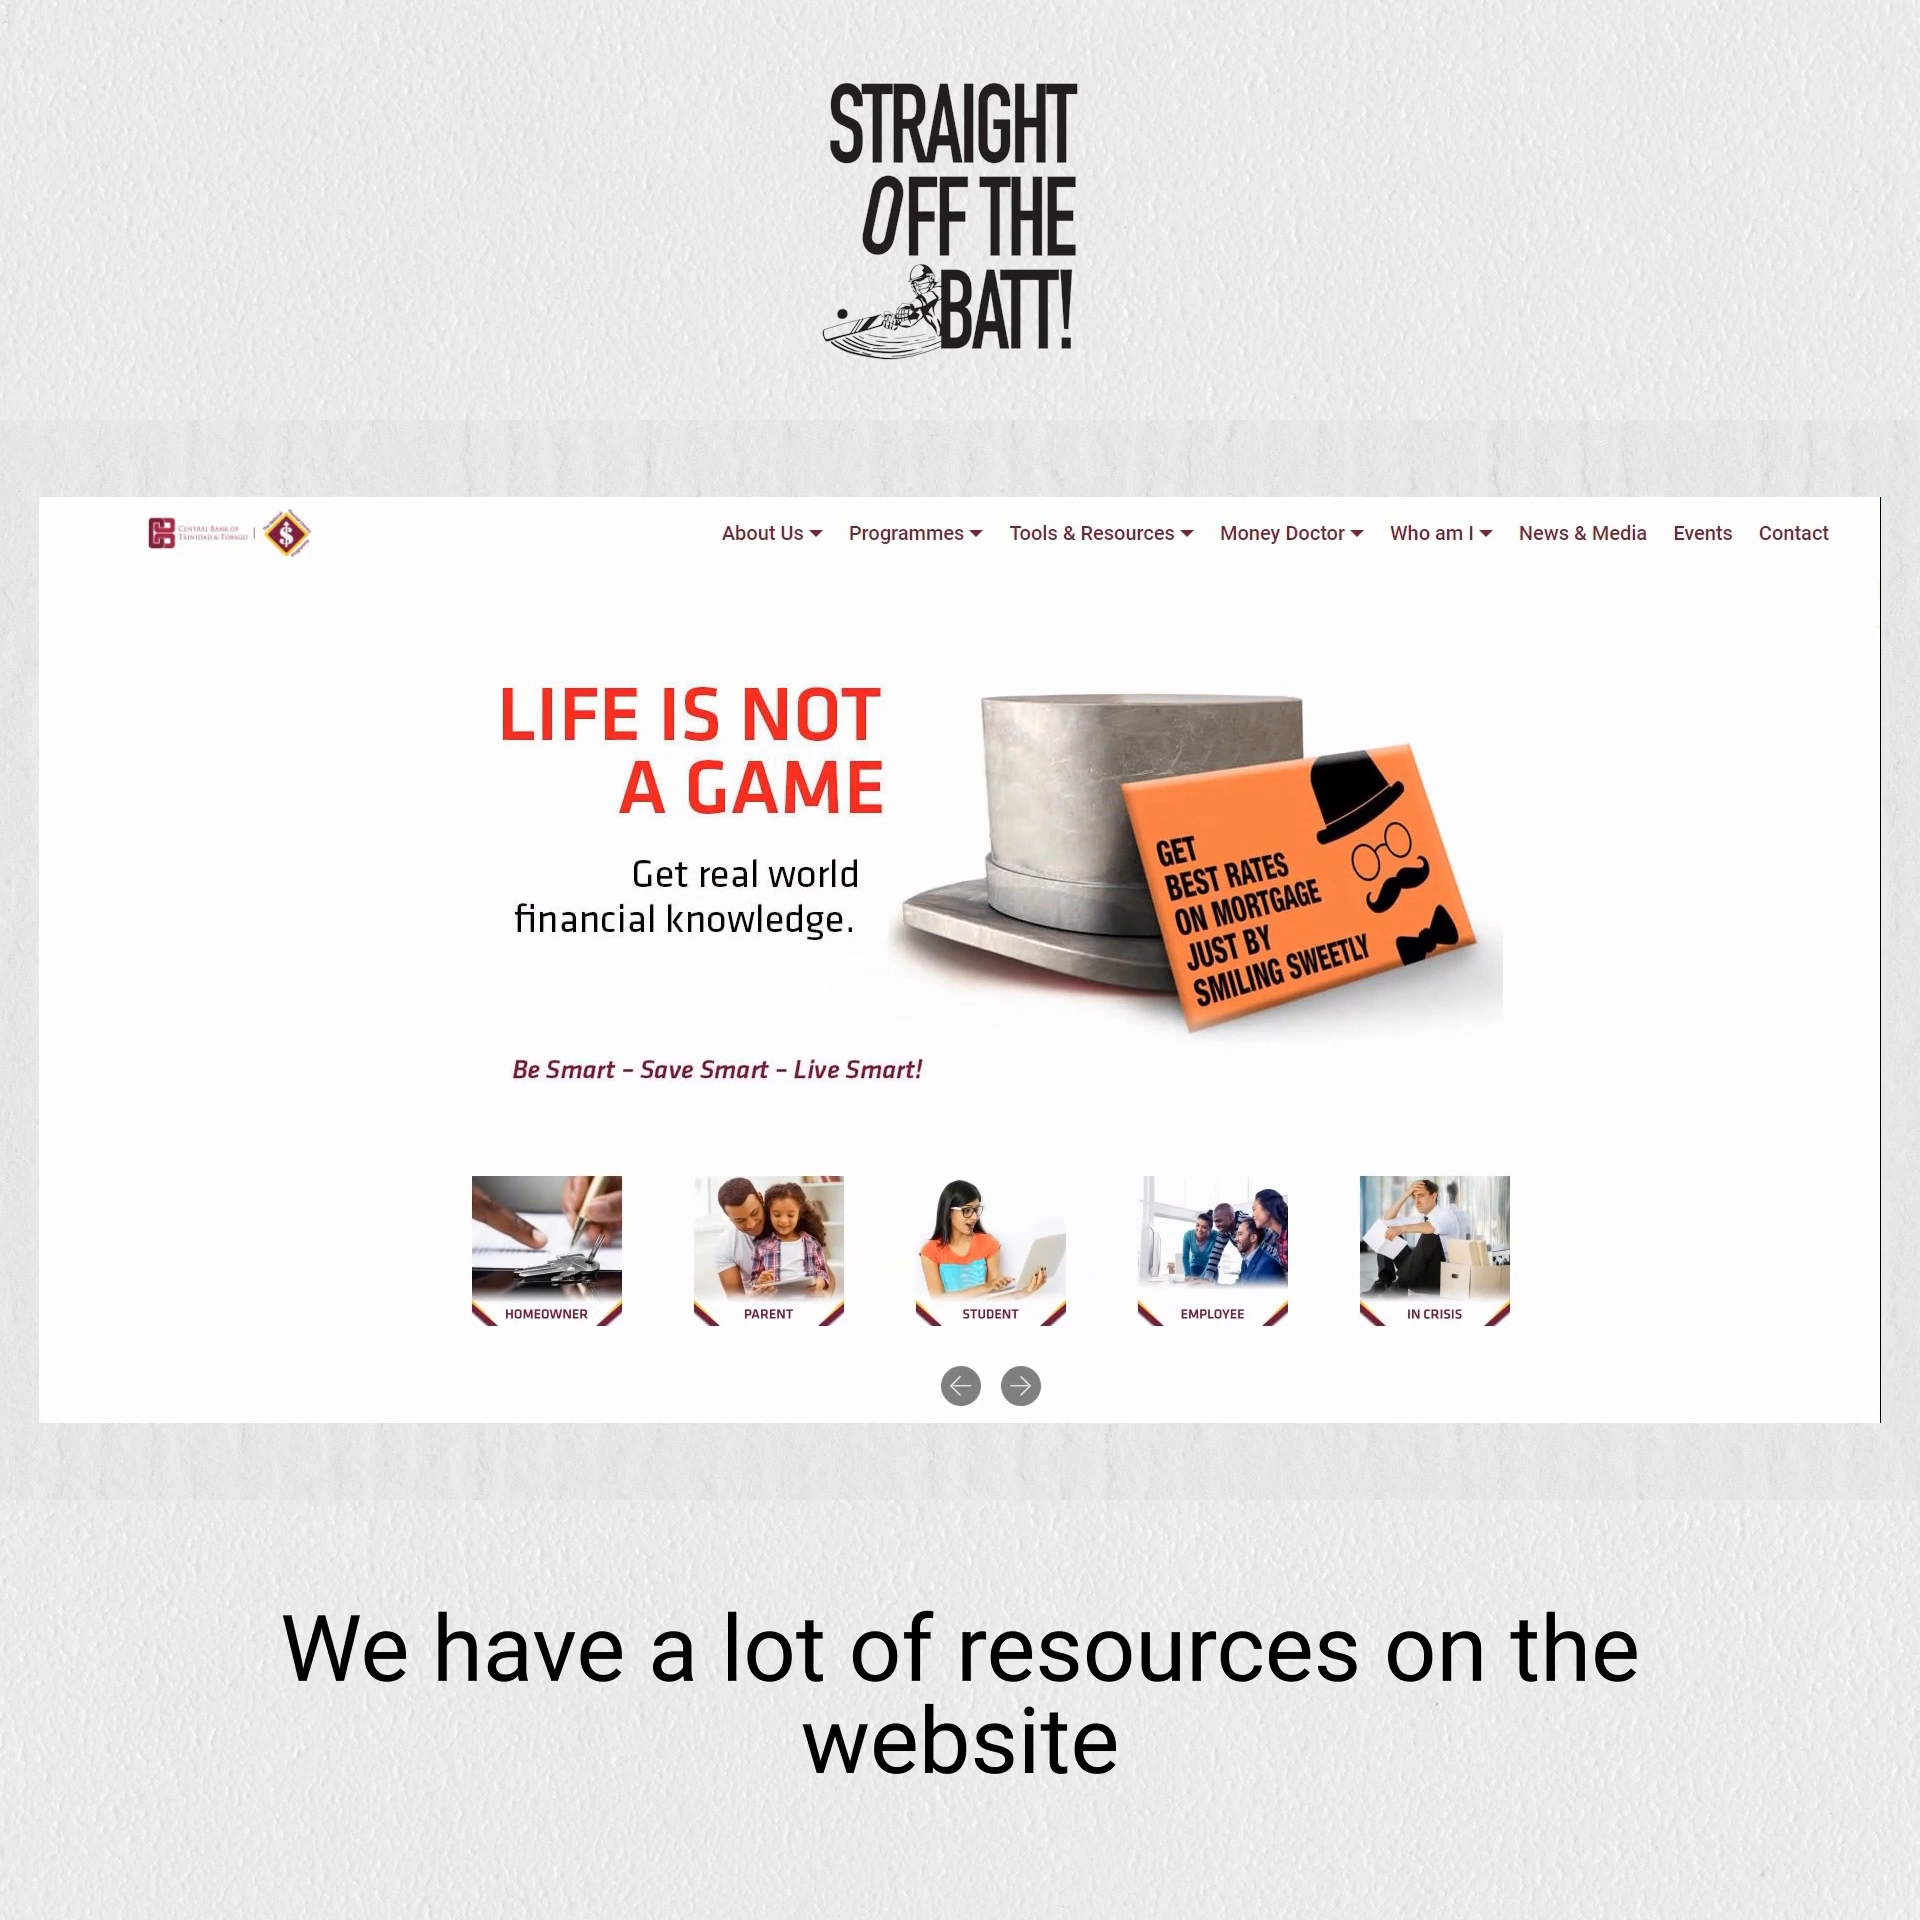 STRAIGHT
OFF THE
BATT!
CENTRAL BANK OF
TRINIDAD & TOBAGO
About Us Programmes Tools & Resources Money Doctor Who am I News & Media Events Contact
LIFE IS NOT
A GAME
Get real world
financial knowledge.
GET
BEST RATES
ON MORTGAGE
JUST BY
SMILING SWEETLY
Be Smart – Save Smart – Live Smart!
HOMEOWNER PARENT STUDENT EMPLOYEE IN CRISIS
We have a lot of resources on the
website